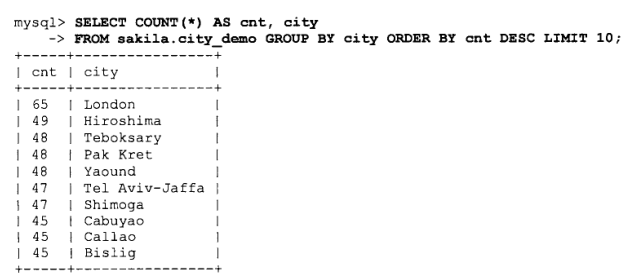 mysql> SELECT COUNT(*) AS cnt, city
    -> FROM sakila.city_demo GROUP BY city ORDER BY cnt DESC LIMIT 10;
+-----+----------------+
| cnt | city           |
+-----+----------------+
| 65  | London         |
| 49  | Hiroshima      |
| 48  | Teboksary      |
| 48  | Pak Kret       |
| 48  | Yaound         |
| 47  | Tel Aviv-Jaffa |
| 47  | Shimoga        |
| 45  | Cabuyao        |
| 45  | Callao         |
| 45  | Bislig         |
+-----+----------------+